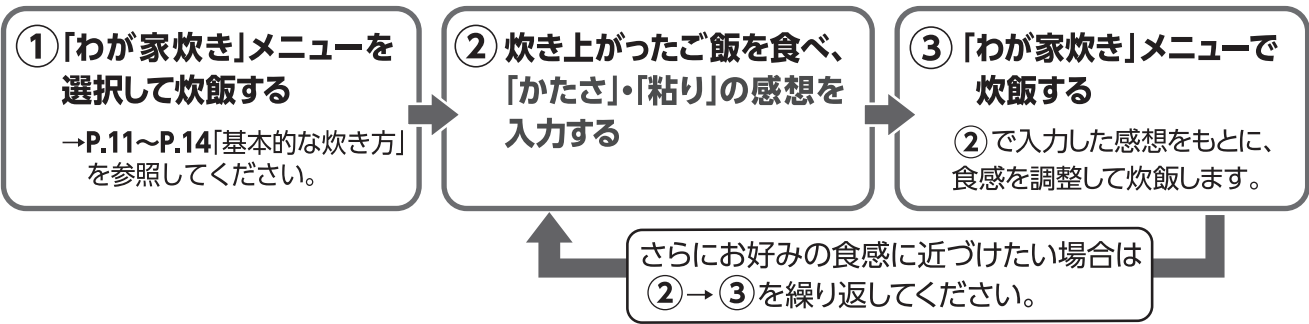 ①「わが家炊き」メニューを
選択して炊飯する
→P.11〜P.14「基本的な炊き方」
を参照してください。
② 炊き上がったご飯を食べ、
「かたさ」・「粘り」の感想を
入力する
③「わが家炊き」メニューで
炊飯する
②で入力した感想をもとに、
食感を調整して炊飯します。
さらにお好みの食感に近づけたい場合は
②→③を繰り返してください。